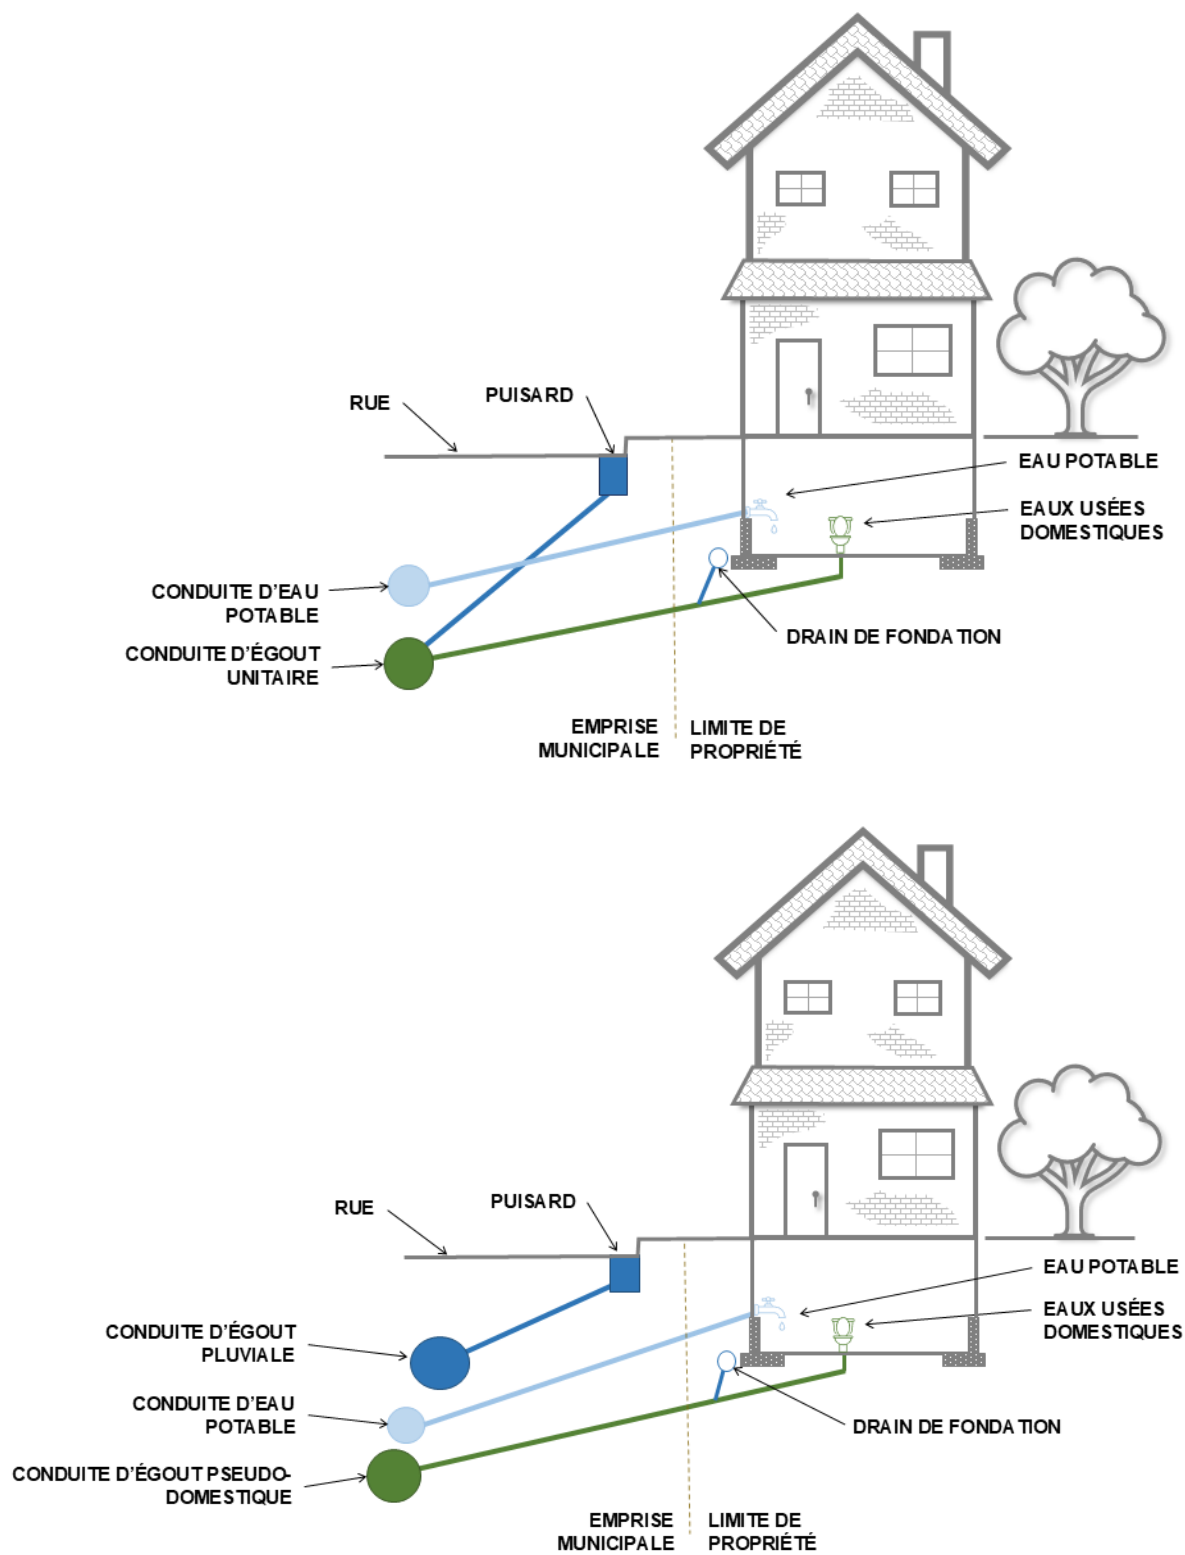 PUISARD
RUE
EAU POTABLE
EAUX USÉES
DOMESTIQUES
CONDUITE D'EAU
POTABLE
DRAIN DE FONDATION
CONDUITE D'ÉGOUT
UNITAIRE
EMPRISE
MUNICIPALE
LIMITE DE
PROPRIÉTÉ
PUISARD
RUE
EAU POTABLE
EAUX USÉES
DOMESTIQUES
CONDUITE D'ÉGOUT
PLUVIALE
CONDUITE D'EAU
POTABLE
DRAIN DE FONDATION
CONDUITE D'ÉGOUT PSEUDO-
DOMESTIQUE
EMPRISE
MUNICIPALE
LIMITE DE
PROPRIÉTÉ